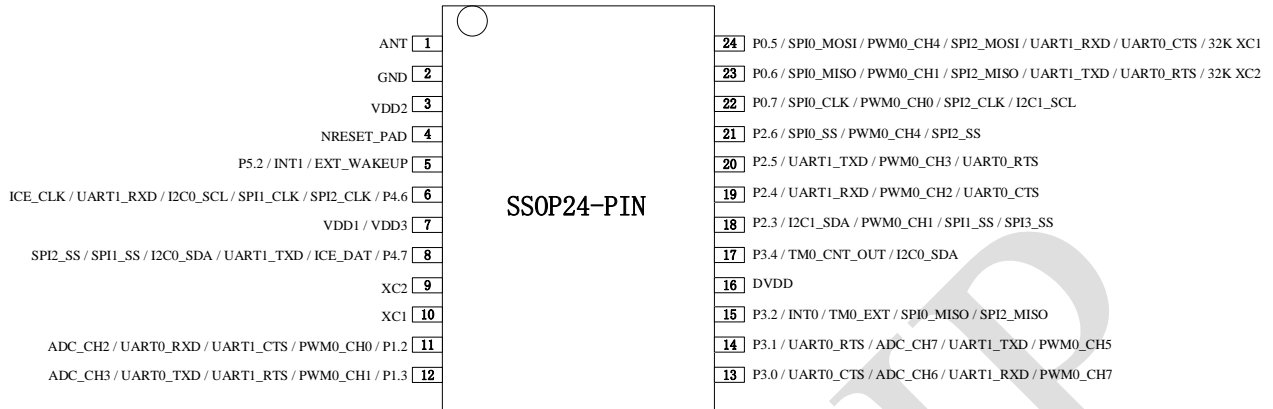 ANT 1
GND 2
VDD2 3
NRESET_PAD 4
P5.2 / INT1 / EXT_WAKEUP 5
ICE_CLK / UART1_RXD / I2C0_SCL / SPI1_CLK / SPI2_CLK / P4.6 6
VDD1 / VDD3 7
SPI2_SS / SPI1_SS / I2C0_SDA / UART1_TXD / ICE_DAT / P4.7 8
XC2 9
XC1 10
ADC_CH2 / UART0_RXD / UART1_CTS / PWM0_CH0 / P1.2 11
ADC_CH3 / UART0_TXD / UART1_RTS / PWM0_CH1 / P1.3 12
SSOP24-PIN
24 P0.5 / SPI0_MOSI / PWM0_CH4 / SPI2_MOSI / UART1_RXD / UART0_CTS / 32K XC1
23 P0.6 / SPI0_MISO / PWM0_CH1 / SPI2_MISO / UART1_TXD / UART0_RTS / 32K XC2
22 P0.7 / SPI0_CLK / PWM0_CH0 / SPI2_CLK / I2C1_SCL
21 P2.6 / SPI0_SS / PWM0_CH4 / SPI2_SS
20 P2.5 / UART1_TXD / PWM0_CH3 / UART0_RTS
19 P2.4 / UART1_RXD / PWM0_CH2 / UART0_CTS
18 P2.3 / I2C1_SDA / PWM0_CH1 / SPI1_SS / SPI3_SS
17 P3.4 / TM0_CNT_OUT / I2C0_SDA
16 DVDD
15 P3.2 / INT0 / TM0_EXT / SPI0_MISO / SPI2_MISO
14 P3.1 / UART0_RTS / ADC_CH7 / UART1_TXD / PWM0_CH5
13 P3.0 / UART0_CTS / ADC_CH6 / UART1_RXD / PWM0_CH7